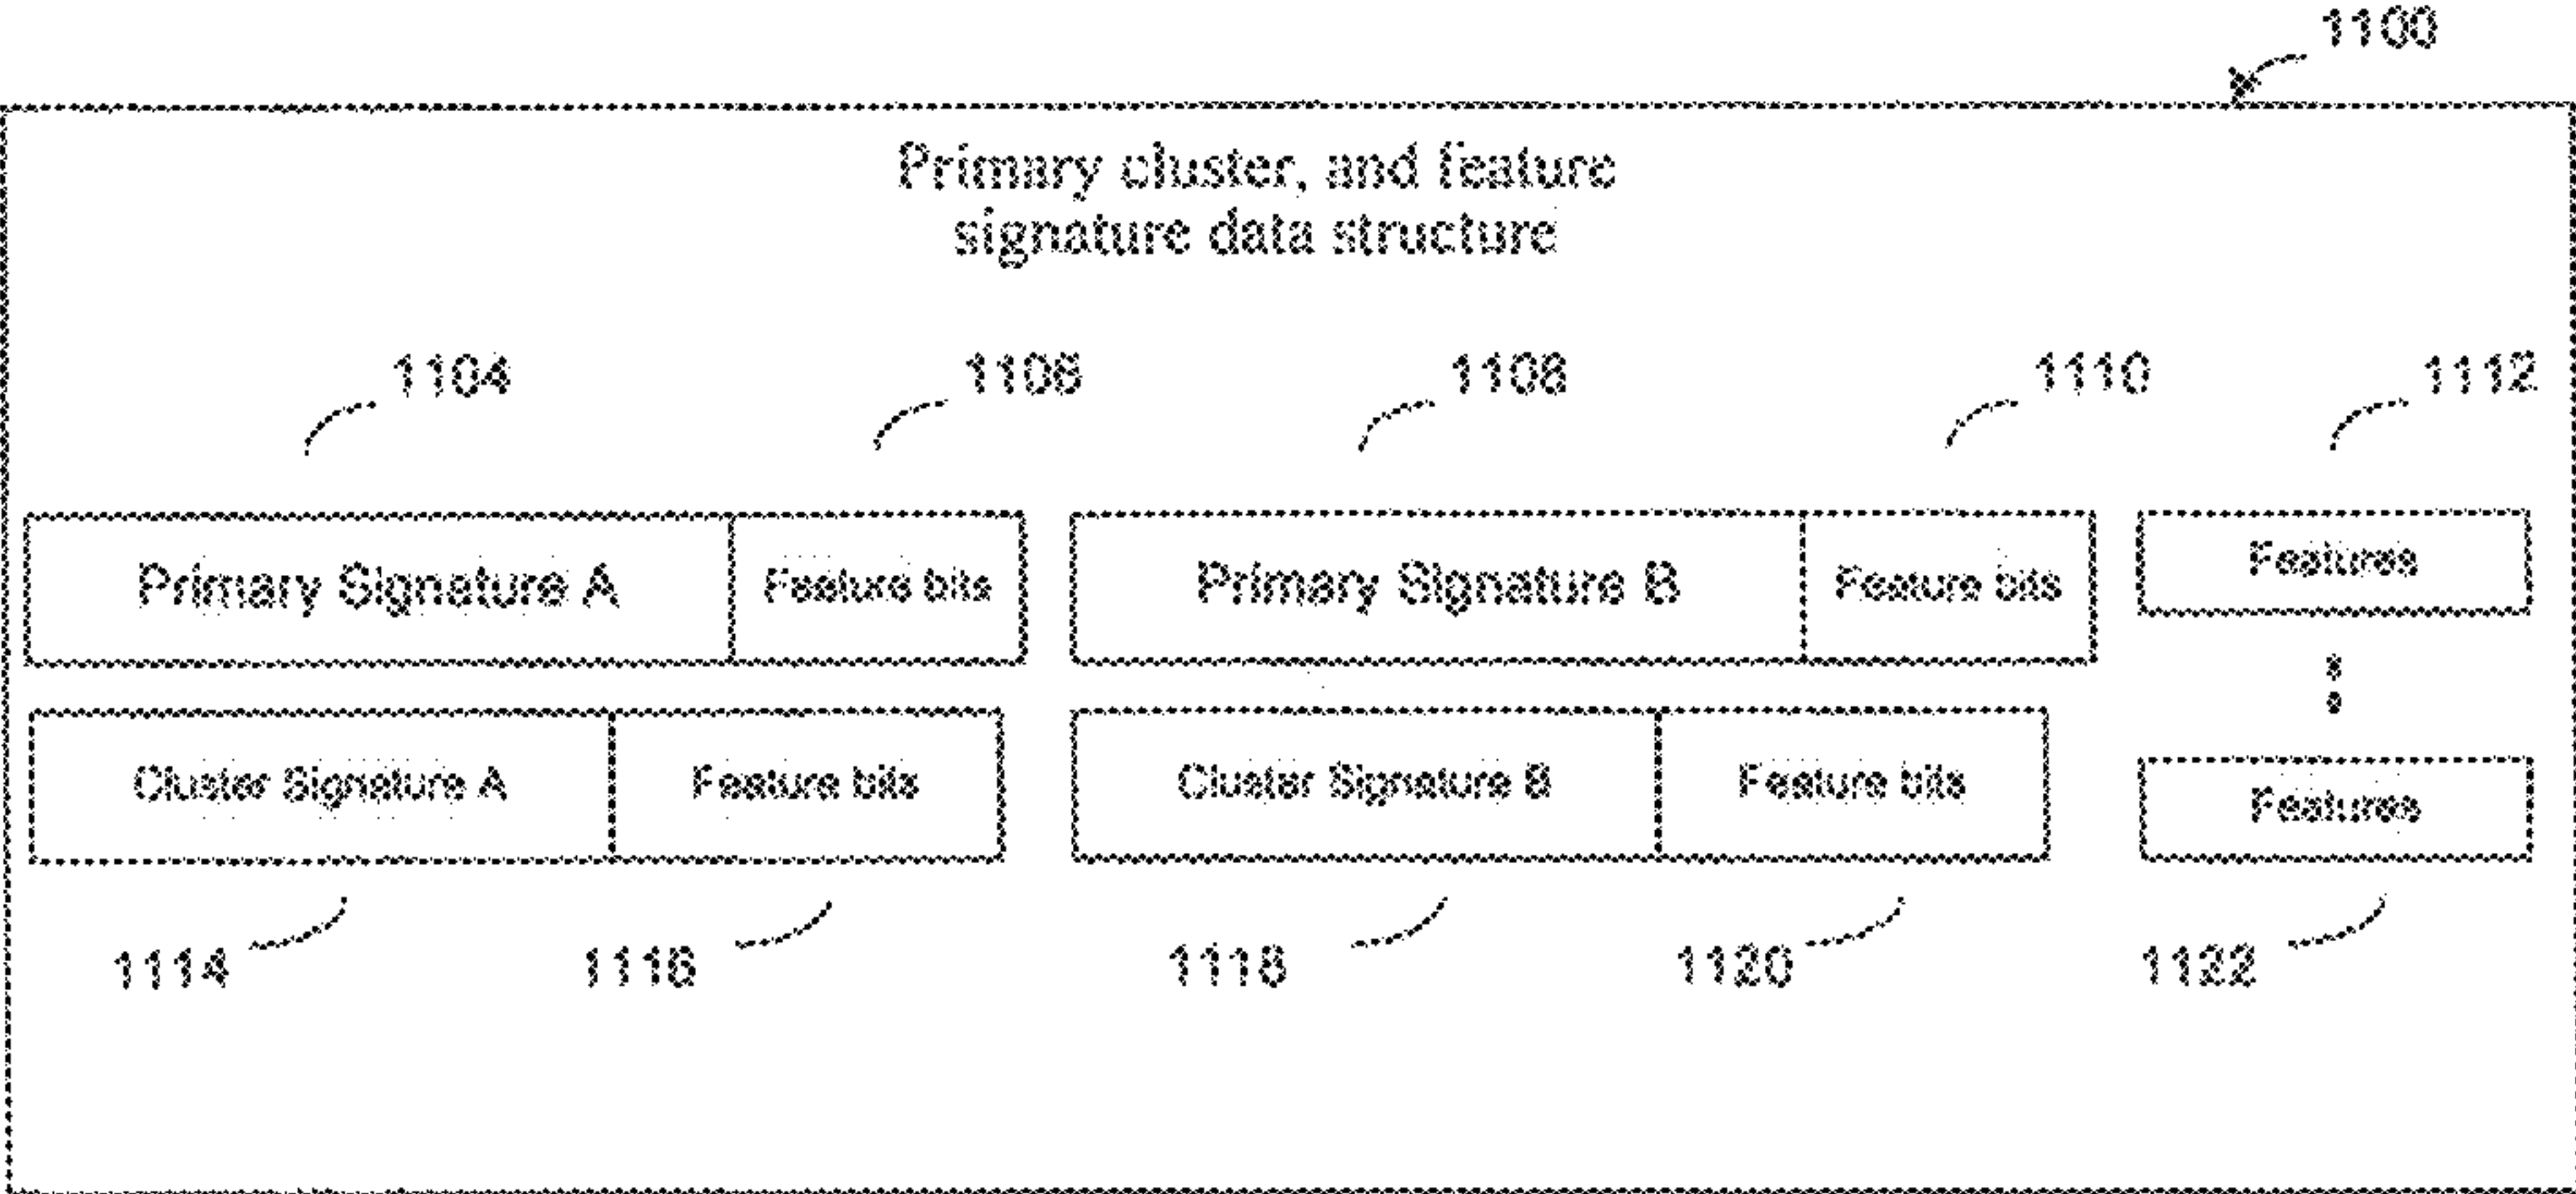 1100
Primary cluster, and feature
signature data structure
1104 1106 1108 1110 1112
Primary Signature A Feature bits Primary Signature B Feature bits Features
Cluster Signature A Feature bits Cluster Signature B Feature bits Features
1114 1116 1118 1120 1122